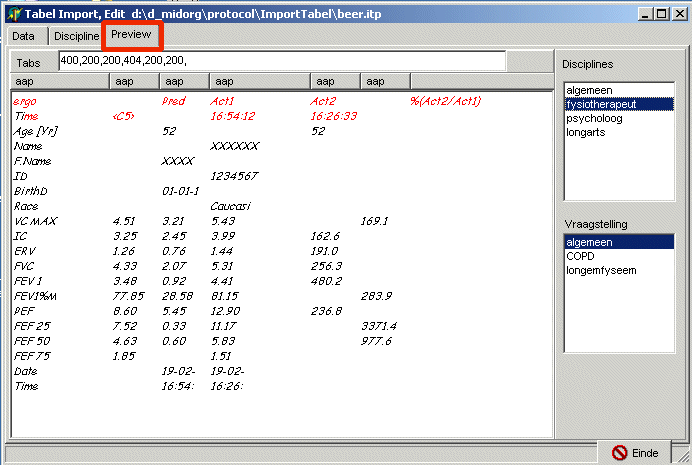 Tabel Import, Edit d:\d_midorg\protocol\ImportTabel\beer.itp
Data Discipline Preview
Tabs 400,200,200,404,200,200,
aap aap aap aap aap aap
ergo Pred Act1 Act2 %(Act2/Act1)
Time <C5> 16:54:12 16:26:33
Age [Yr] 52 52
Name XXXXXX
F.Name XXXX
ID 1234567
BirthD 01-01-1
Race Caucasi
VC MAX 4.51 3.21 5.43 169.1
IC 3.25 2.45 3.99 162.6
ERV 1.26 0.76 1.44 191.0
FVC 4.33 2.07 5.31 256.3
FEV 1 3.48 0.92 4.41 480.2
FEV1%M 77.85 28.58 81.15 283.9
PEF 8.60 5.45 12.90 236.8
FEF 25 7.52 0.33 11.17 3371.4
FEF 50 4.63 0.60 5.83 977.6
FEF 75 1.85 1.51
Date 19-02- 19-02-
Time 16:54: 16:26:
Disciplines
algemeen
fysiotherapeut
psycholoog
longarts
Vraagstelling
algemeen
COPD
longemfyseem
Einde